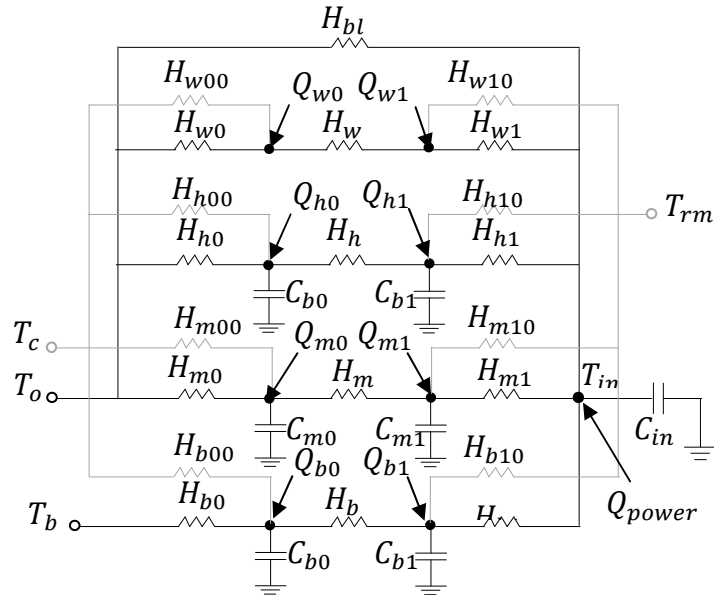 H_bl
H_w00 Q_w0 Q_w1 H_w10
H_w0 H_w H_w1
H_h00 Q_h0 Q_h1 H_h10 T_rm
H_h0 H_h H_h1
C_b0 C_b1
T_c H_m00 Q_m0 Q_m1 H_m10
T_o H_m0 H_m H_m1 T_in
C_m0 C_m1 C_in
H_b00 Q_b0 Q_b1 H_b10
T_b H_b0 H_b H Q_power
C_b0 C_b1